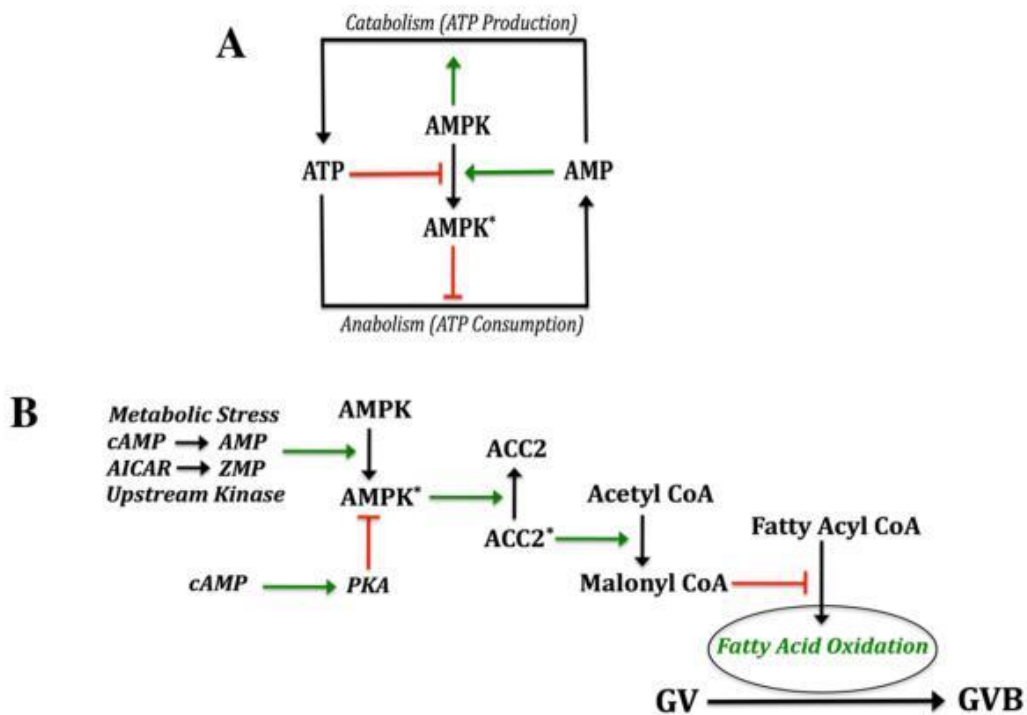 A
Catabolism (ATP Production)
AMPK
ATP
AMP
AMPK*
Anabolism (ATP Consumption)
B
Metabolic Stress
cAMP → AMP
AICAR → ZMP
Upstream Kinase
AMPK
AMPK*
cAMP
PKA
ACC2
ACC2*
Acetyl CoA
Malonyl CoA
Fatty Acyl CoA
Fatty Acid Oxidation
GV
GVB